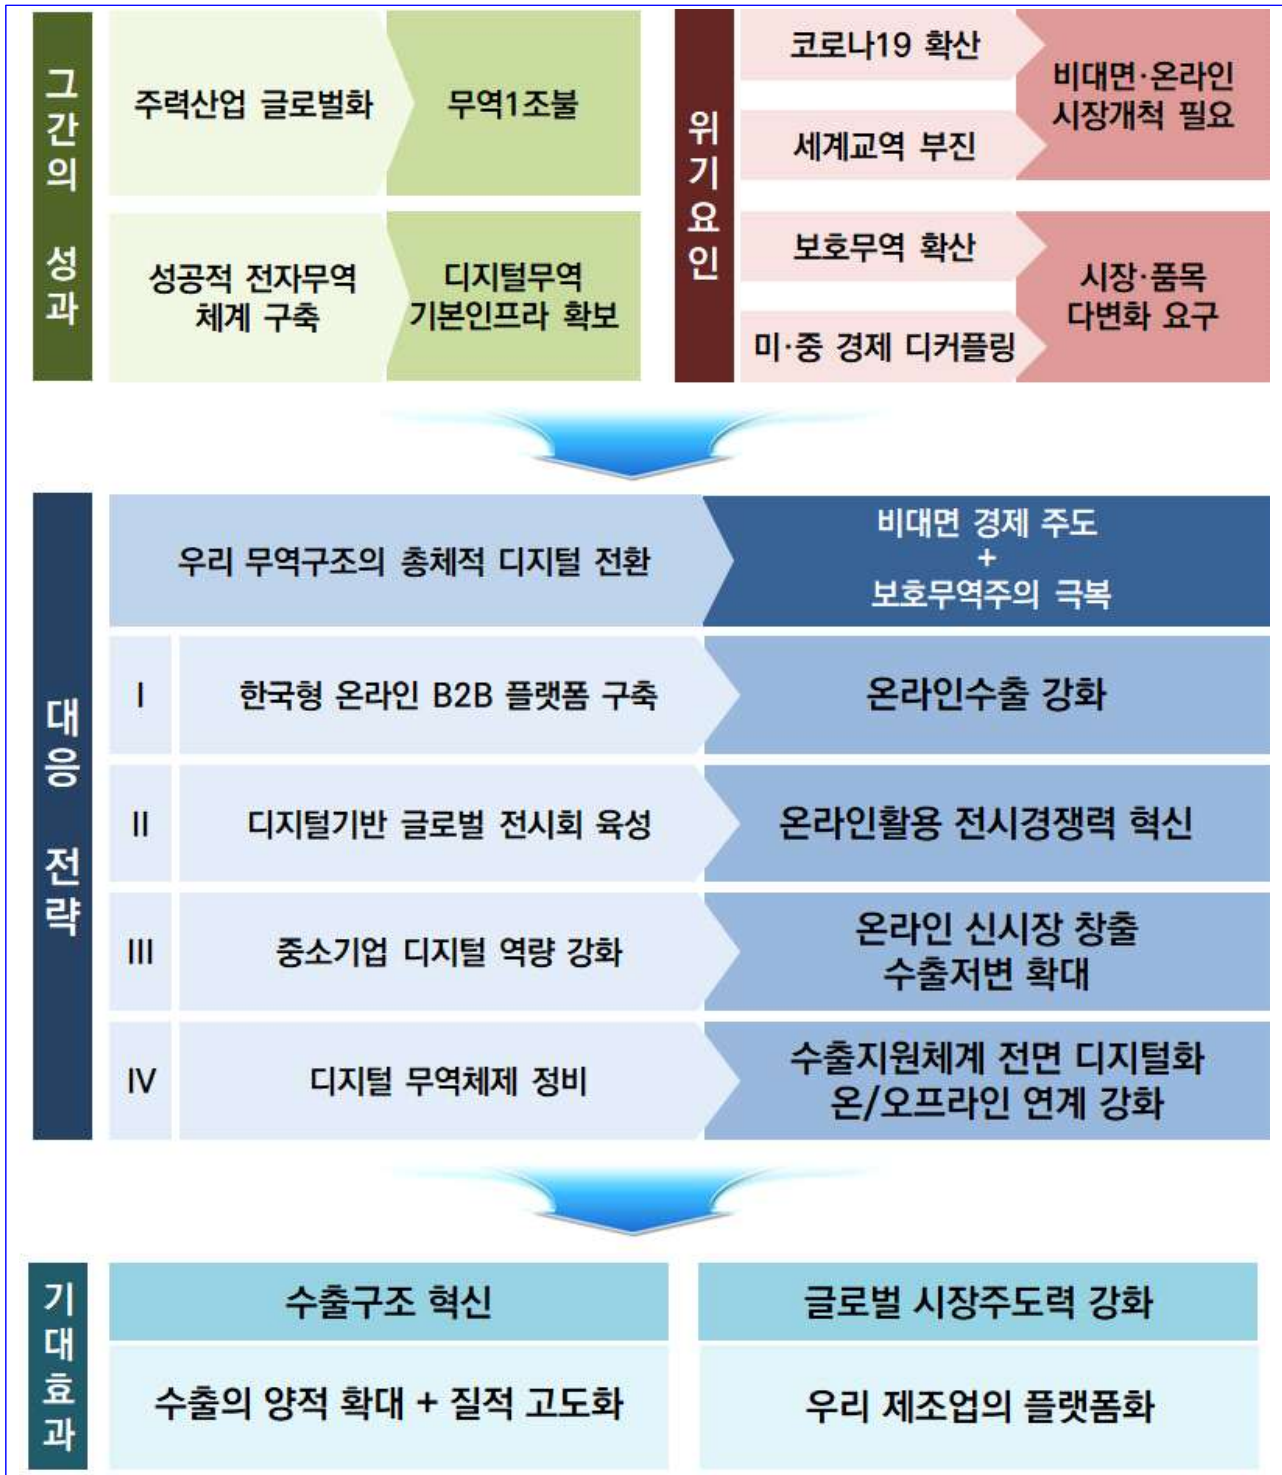 그간의 성과
주력산업 글로벌화
무역1조불
성공적 전자무역
체계 구축
디지털무역
기본인프라 확보
위기요인
코로나19 확산
세계교역 부진
비대면·온라인
시장개척 필요
보호무역 확산
미·중 경제 디커플링
시장·품목
다변화 요구
대응 전략
우리 무역구조의 총체적 디지털 전환
비대면 경제 주도
+
보호무역주의 극복
I
한국형 온라인 B2B 플랫폼 구축
온라인수출 강화
II
디지털기반 글로벌 전시회 육성
온라인활용 전시경쟁력 혁신
III
중소기업 디지털 역량 강화
온라인 신시장 창출
수출저변 확대
IV
디지털 무역체제 정비
수출지원체계 전면 디지털화
온/오프라인 연계 강화
기대효과
수출구조 혁신
수출의 양적 확대 + 질적 고도화
글로벌 시장주도력 강화
우리 제조업의 플랫폼화